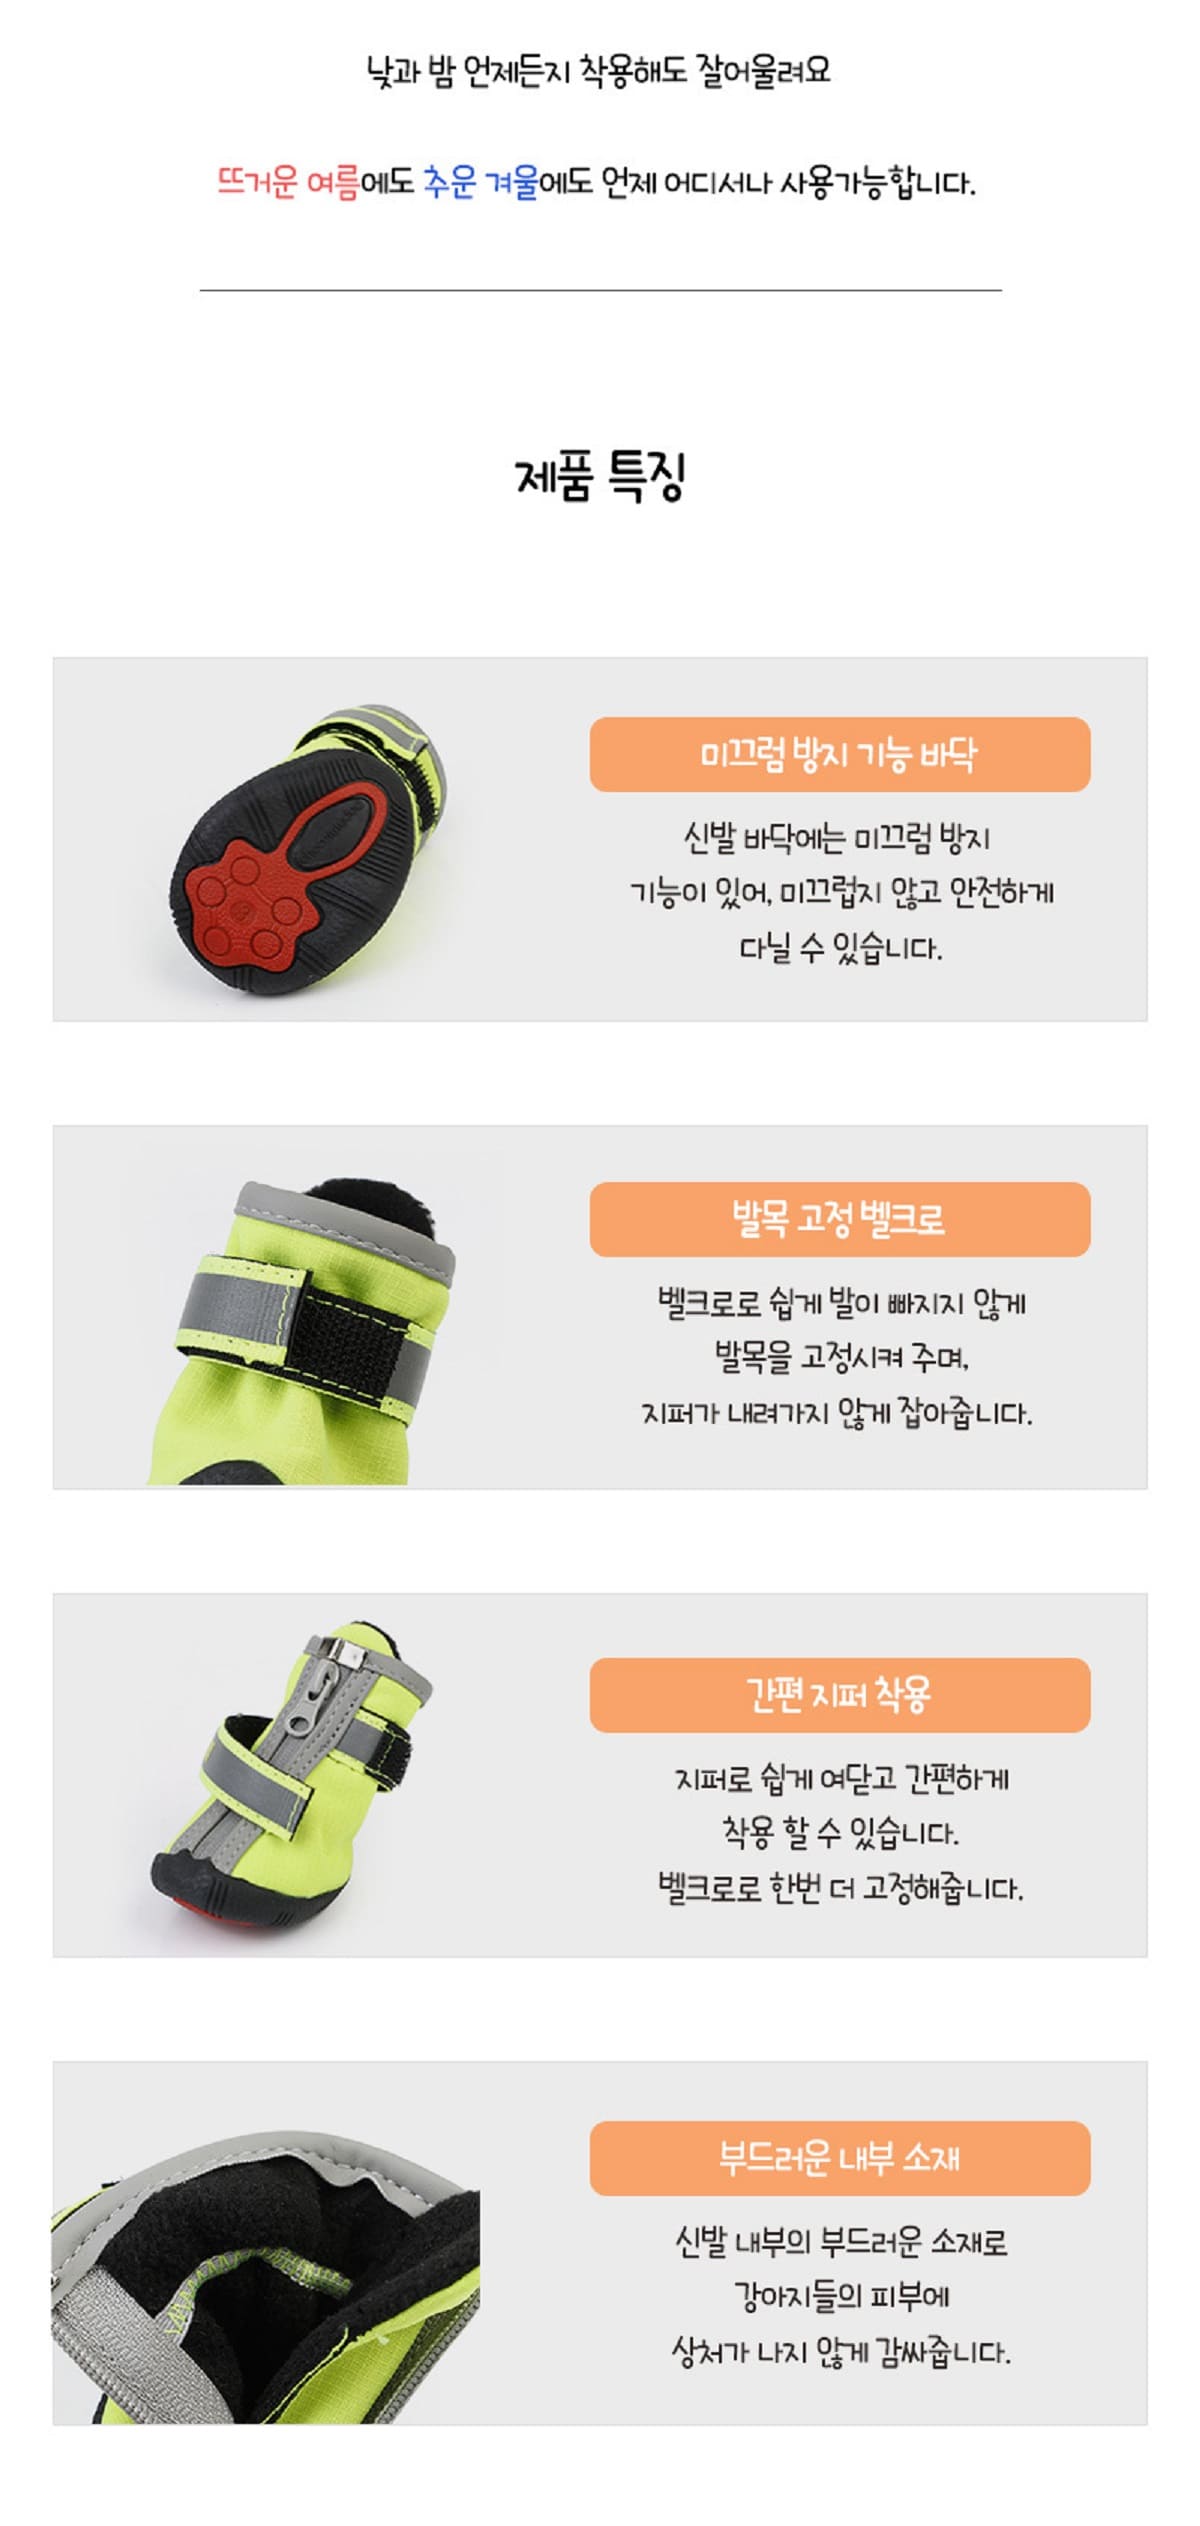 낮과 밤 언제든지 착용해도 잘어울려요
뜨거운 여름에도 추운 겨울에도 언제 어디서나 사용가능합니다.
제품 특징
미끄럼 방지 기능 바닥
신발 바닥에는 미끄럼 방지
기능이 있어, 미끄럽지 않고 안전하게
다닐 수 있습니다.
발목 고정 벨크로
벨크로로 쉽게 발이 빠지지 않게
발목을 고정시켜 주며,
지퍼가 내려가지 않게 잡아줍니다.
간편 지퍼 착용
지퍼로 쉽게 여닫고 간편하게
착용 할 수 있습니다.
벨크로로 한번 더 고정해줍니다.
부드러운 내부 소재
신발 내부의 부드러운 소재로
강아지들의 피부에
상처가 나지 않게 감싸줍니다.